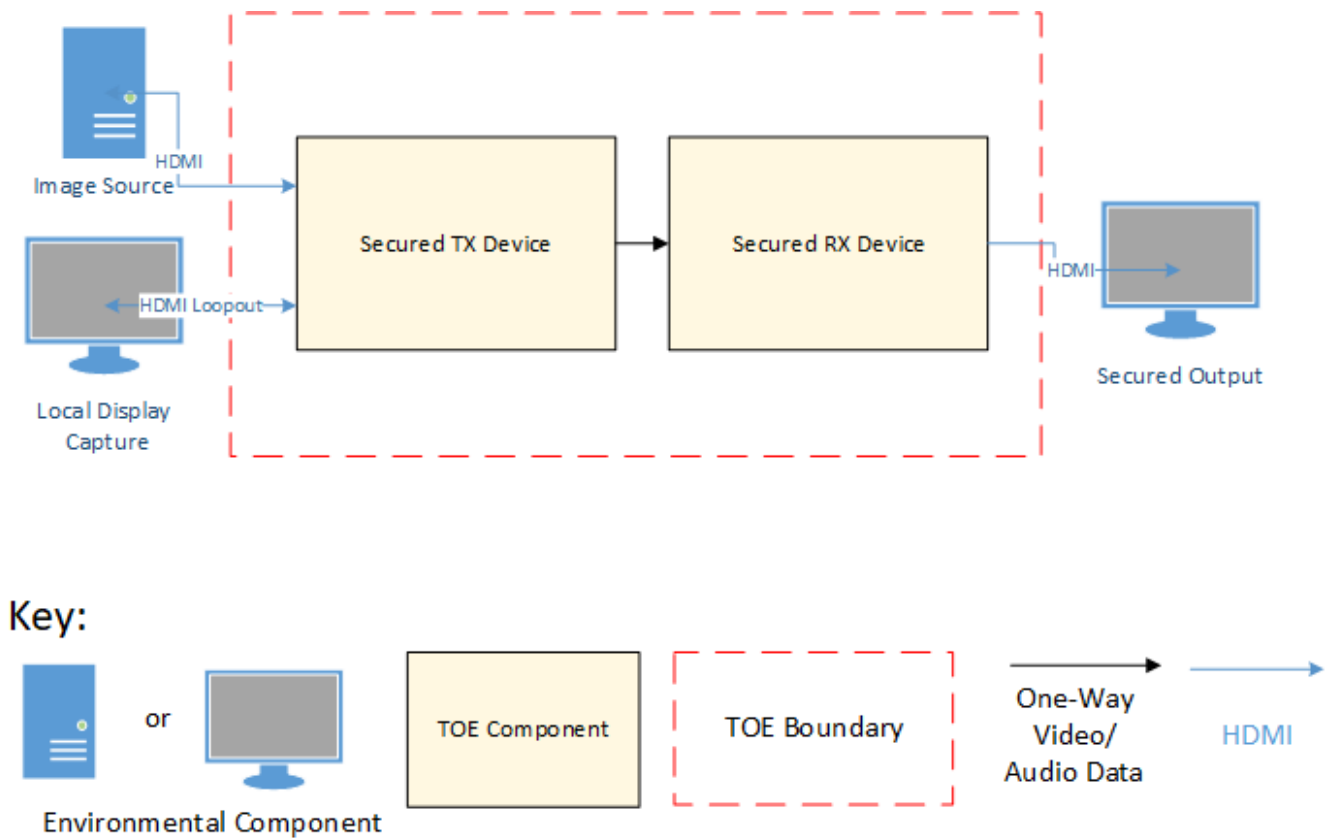 HDMI
Image Source
HDMI Loopout
Local Display
Capture
Secured TX Device
Secured RX Device
HDMI
Secured Output
Key:
or
Environmental Component
TOE Component
TOE Boundary
One-Way
Video/
Audio Data
HDMI